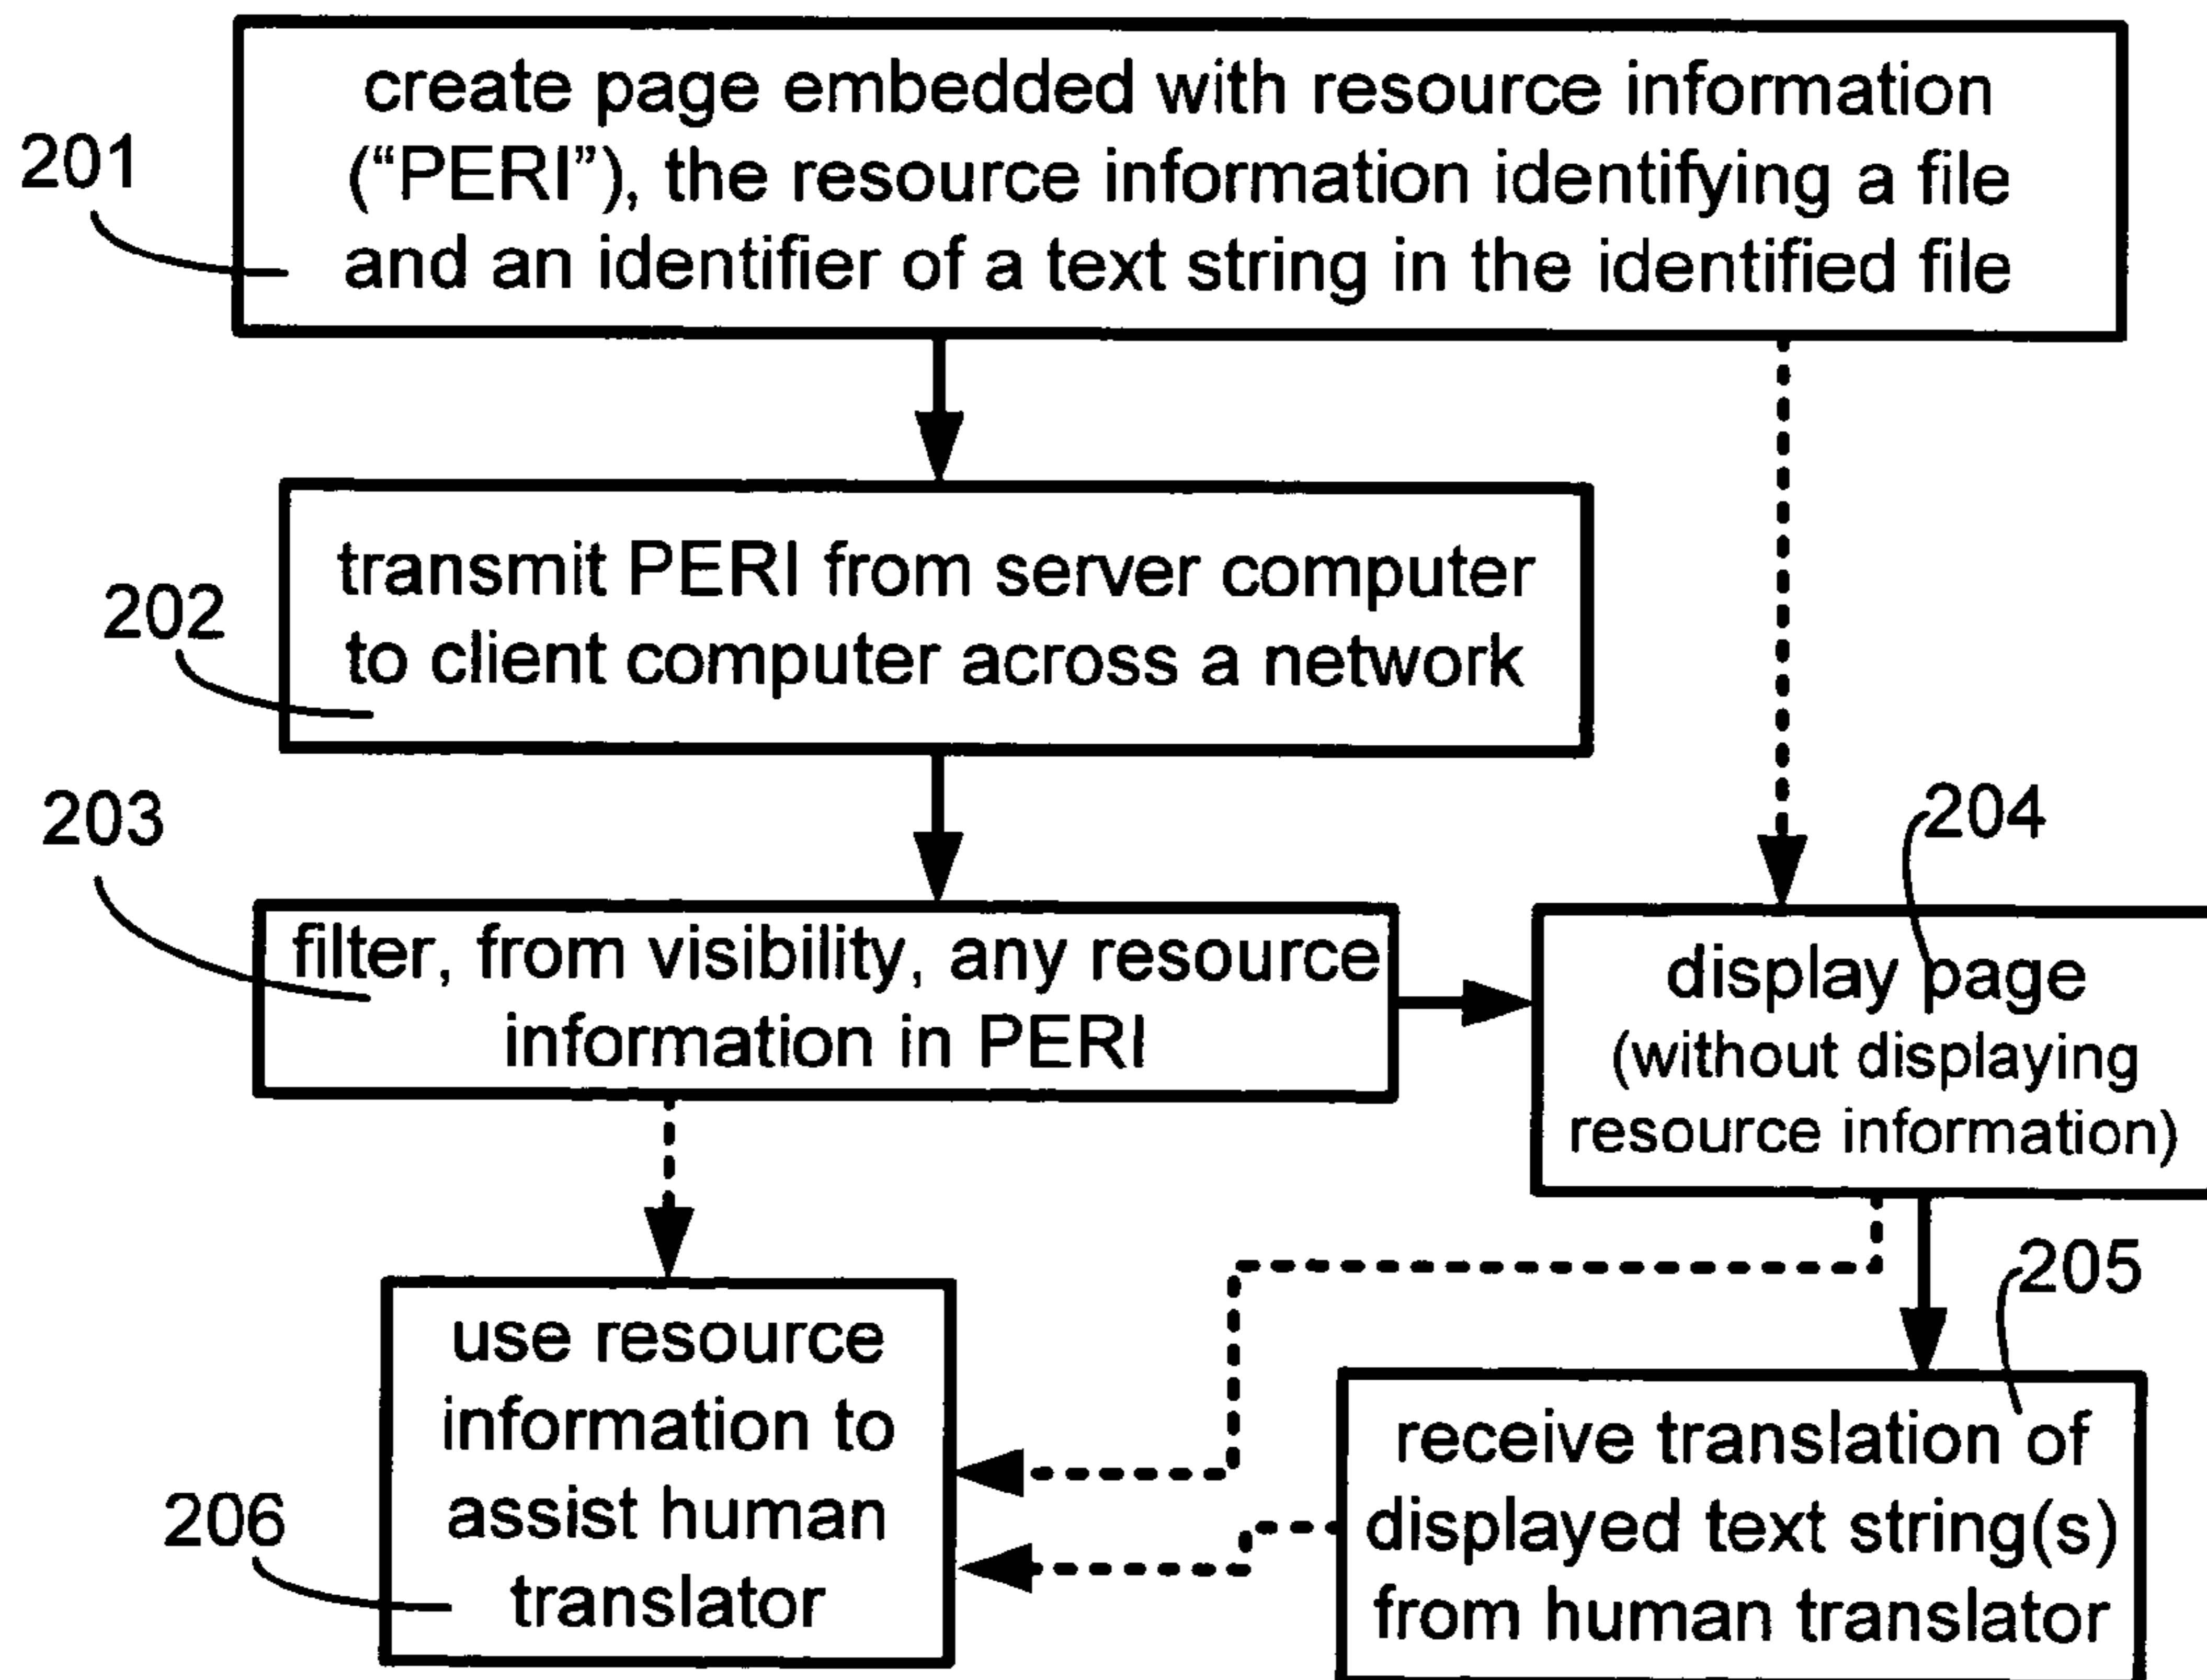 create page embedded with resource information
(“PERI”), the resource information identifying a file
and an identifier of a text string in the identified file
201
transmit PERI from server computer
to client computer across a network
202
203
204
filter, from visibility, any resource
information in PERI
display page
(without displaying
resource information)
205
use resource
information to
assist human
translator
206
receive translation of
displayed text string(s)
from human translator